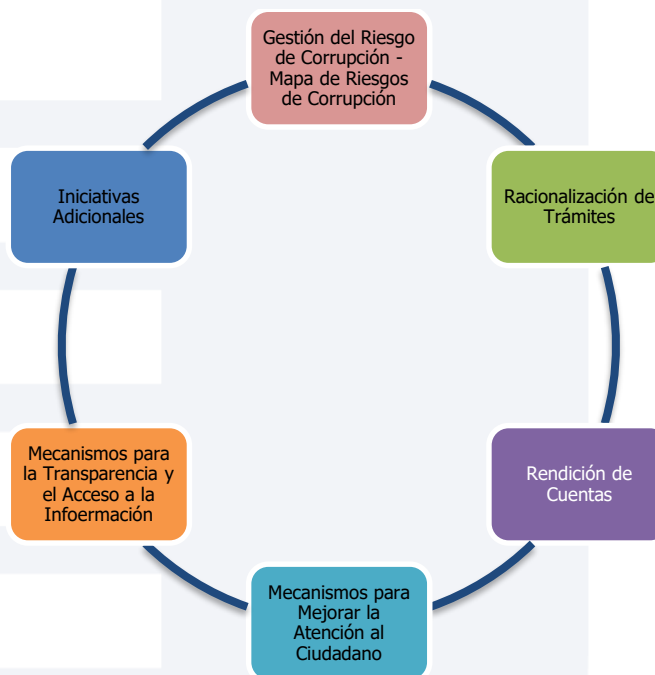 Gestión del Riesgo
de Corrupción -
Mapa de Riesgos
de Corrupción
Racionalización de
Trámites
Rendición de
Cuentas
Mecanismos para
Mejorar la
Atención al
Ciudadano
Mecanismos para
la Transparencia y
el Acceso a la
Infoermación
Iniciativas
Adicionales